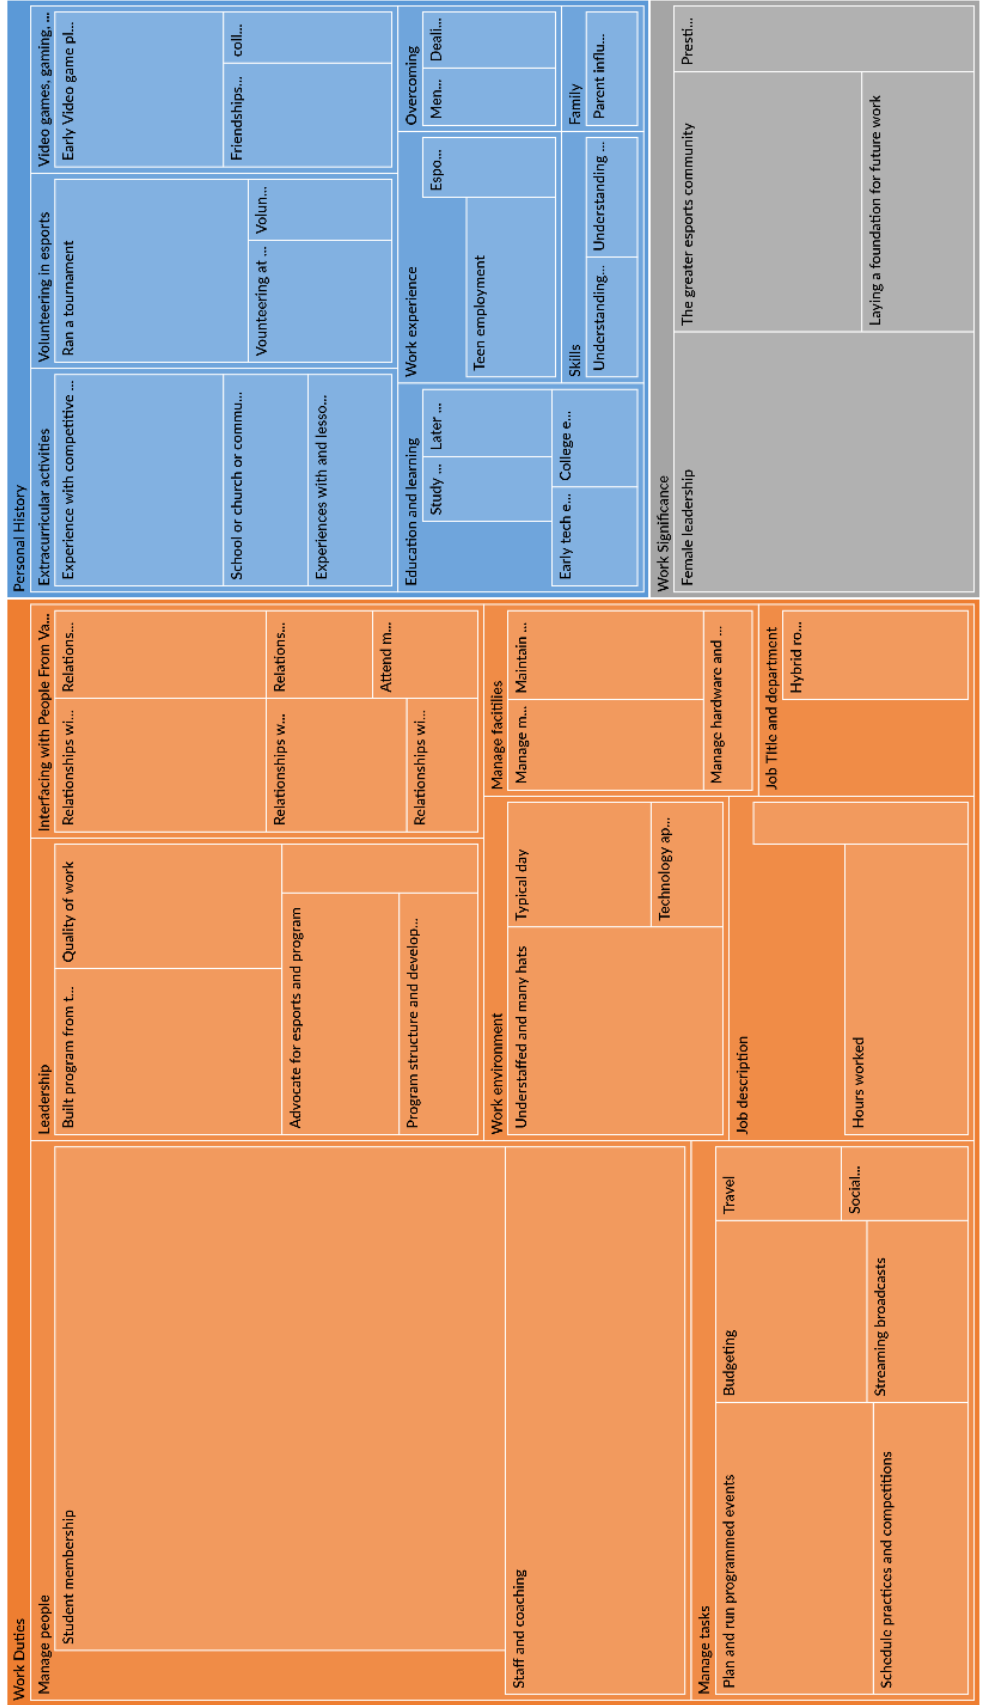 Work Duties
Manage people
Student membership
Staff and coaching
Manage tasks
Plan and run programmed events
Schedule practices and competitions
Budgeting
Streaming broadcasts
Travel
Social...
Leadership
Built program from t...
Quality of work
Advocate for esports and program
Program structure and develop...
Interfacing with People From Va...
Relationships wi...
Relations...
Relationships w...
Relations...
Relationships wi...
Attend m...
Work environment
Understaffed and many hats
Typical day
Technology ap...
Manage facitilies
Manage m...
Maintain ...
Manage hardware and ...
Job description
Hours worked
Job TItle and department
Hybrid ro...
Personal History
Extracurricular activities
Experience with competitive ...
School or church or commu...
Experiences with and lesso...
Volunteering in esports
Ran a tournament
Vounteering at ...
Volun...
Video games, gaming, ...
Early Video game pl...
Friendships...
coll...
Education and learning
Study ...
Later ...
Early tech e...
College e...
Work experience
Espo...
Teen employment
Overcoming
Men...
Deali...
Skills
Understanding...
Understanding ...
Family
Parent influ...
Work Significance
Female leadership
The greater esports community
Laying a foundation for future work
Presti...